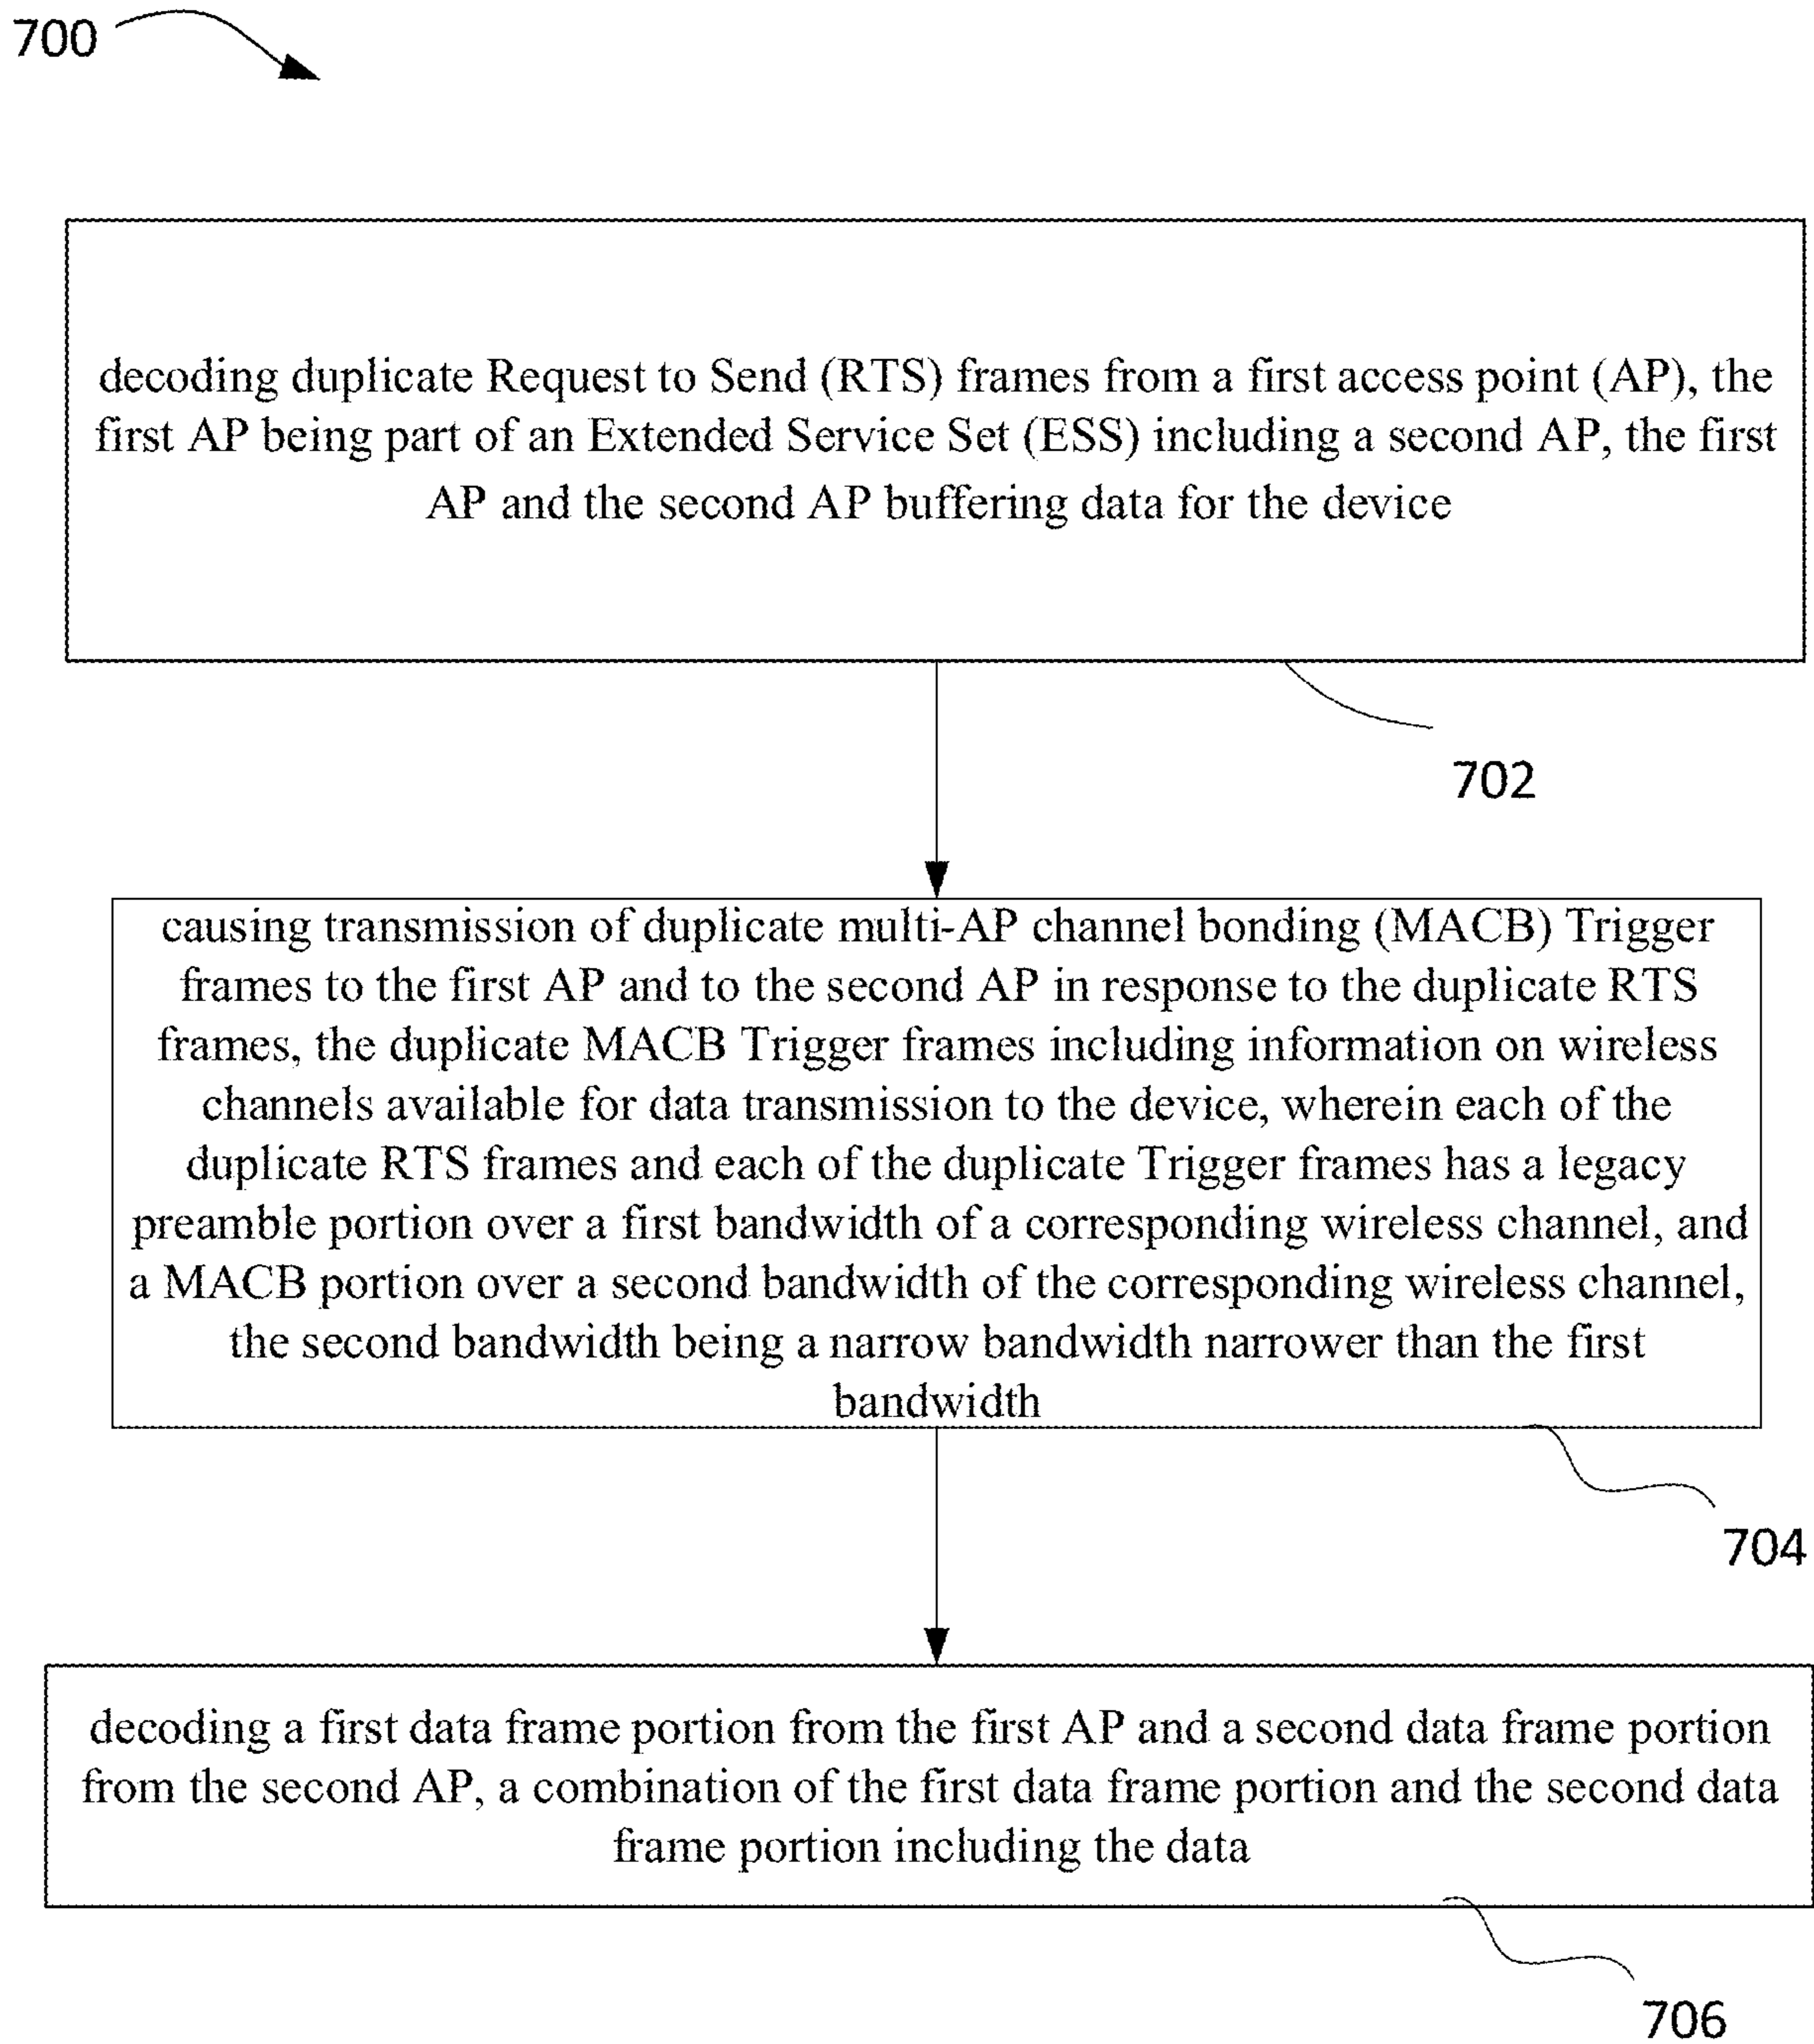 700
decoding duplicate Request to Send (RTS) frames from a first access point (AP), the
first AP being part of an Extended Service Set (ESS) including a second AP, the first
AP and the second AP buffering data for the device
702
causing transmission of duplicate multi-AP channel bonding (MACB) Trigger
frames to the first AP and to the second AP in response to the duplicate RTS
frames, the duplicate MACB Trigger frames including information on wireless
channels available for data transmission to the device, wherein each of the
duplicate RTS frames and each of the duplicate Trigger frames has a legacy
preamble portion over a first bandwidth of a corresponding wireless channel, and
a MACB portion over a second bandwidth of the corresponding wireless channel,
the second bandwidth being a narrow bandwidth narrower than the first
bandwidth
704
decoding a first data frame portion from the first AP and a second data frame portion
from the second AP, a combination of the first data frame portion and the second data
frame portion including the data
706